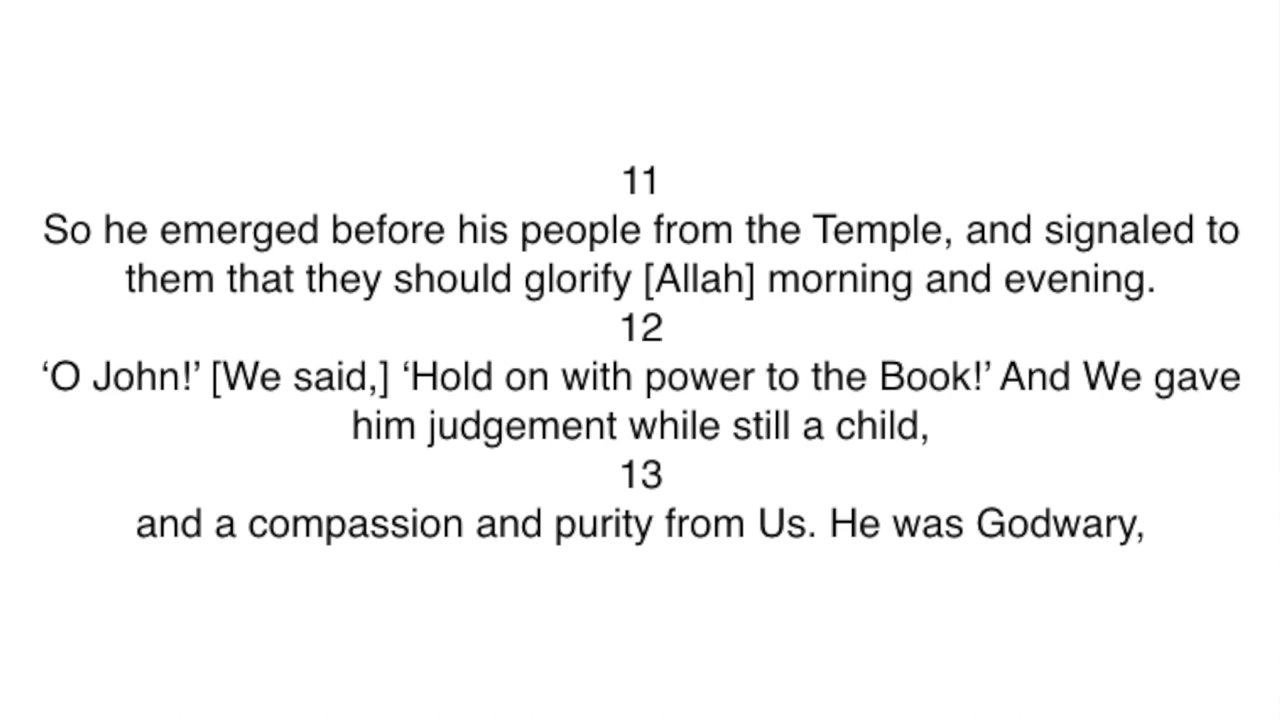 11
So he emerged before his people from the Temple, and signaled to
them that they should glorify [Allah] morning and evening.
12
‘O John!’ [We said,] ‘Hold on with power to the Book!’ And We gave
him judgement while still a child,
13
and a compassion and purity from Us. He was Godwary,